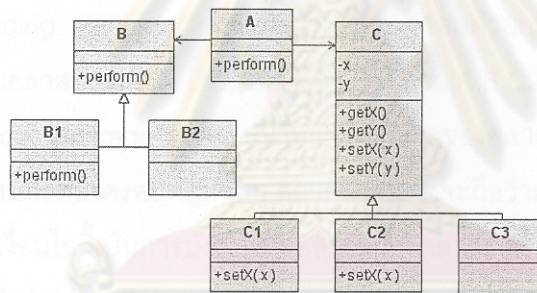 B
+perform()
A
+perform()
C
-x
-y
+getX()
+getY()
+setX(x)
+setY(y)
B1
+perform()
B2
C1
+setX(x)
C2
+setX(x)
C3